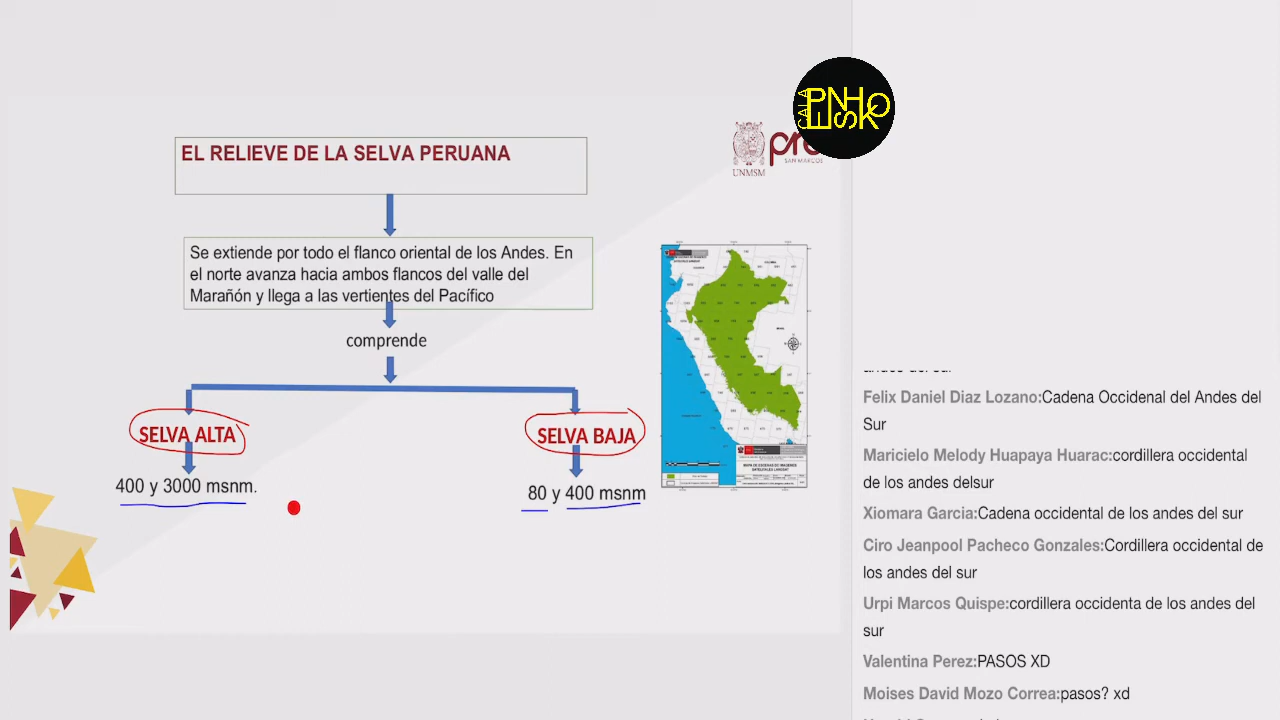 EL RELIEVE DE LA SELVA PERUANA
UNMSM
SAN MARCOS
Se extiende por todo el flanco oriental de los Andes. En
el norte avanza hacia ambos flancos del valle del
Marañón y llega a las vertientes del Pacífico
comprende
SELVA ALTA
SELVA BAJA
400 y 3000 msnm.
80 y 400 msnm
Felix Daniel Diaz Lozano:Cadena Occidenal del Andes del
Sur
Maricielo Melody Huapaya Huarac:cordillera occidental
de los andes delsur
Xiomara Garcia:Cadena occidental de los andes del sur
Ciro Jeanpool Pacheco Gonzales:Cordillera occidental de
los andes del sur
Urpi Marcos Quispe:cordillera occidenta de los andes del
sur
Valentina Perez:PASOS XD
Moises David Mozo Correa:pasos? xd